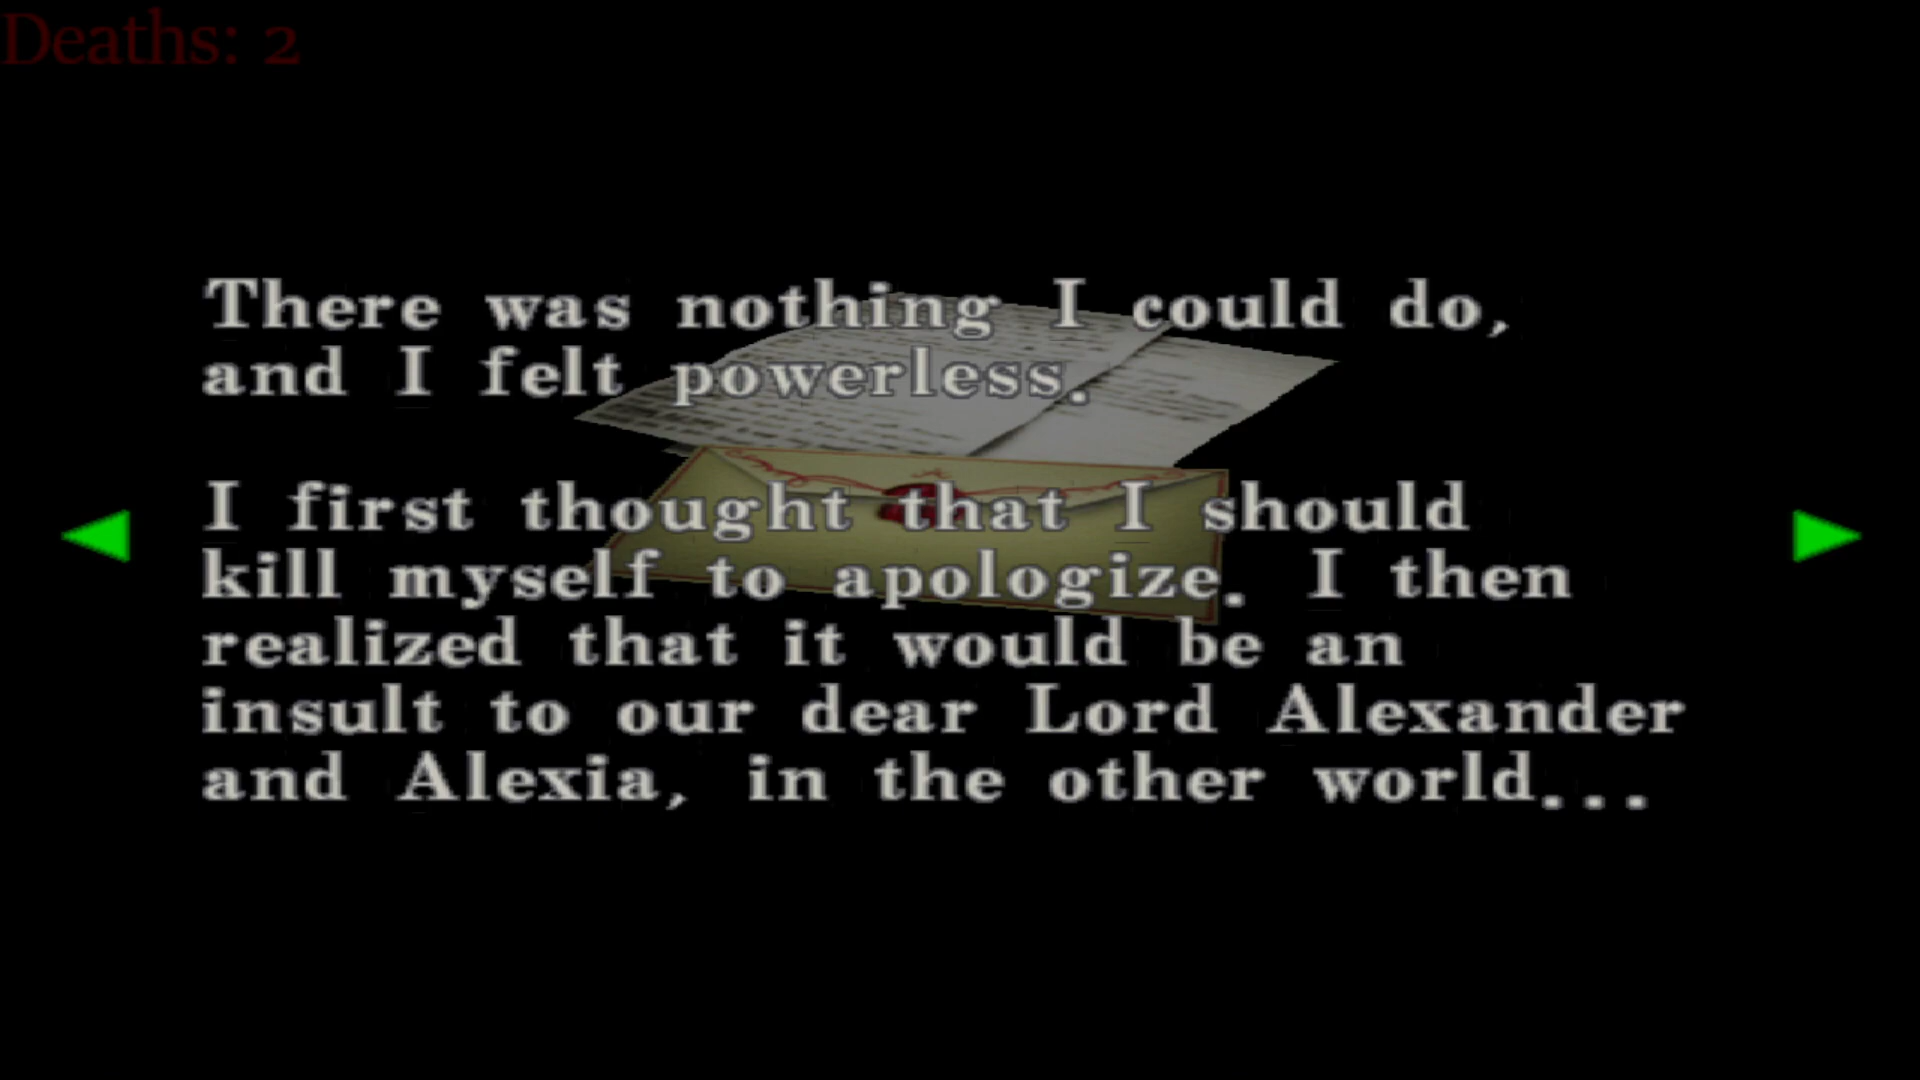 Deaths: 2
There was nothing I could do,
and I felt powerless.
I first thought that I should
kill myself to apologize. I then
realized that it would be an
insult to our dear Lord Alexander
and Alexia, in the other world...